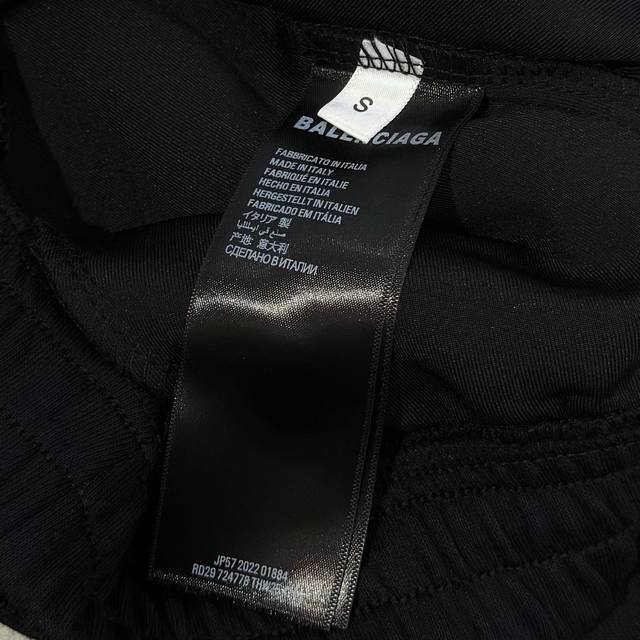 S
BALENCIAGA
FABBRICATO IN ITALIA
MADE IN ITALY
FABRIQUÉ EN ITALIE
HECHO EN ITALIA
HERGESTELLT IN ITALIEN
FABRICADO EM ITÁLIA
イタリア製
产地 意大利
СДЕЛАНО В ИТАЛИИ
JP57 2022 01884
RD29 724778